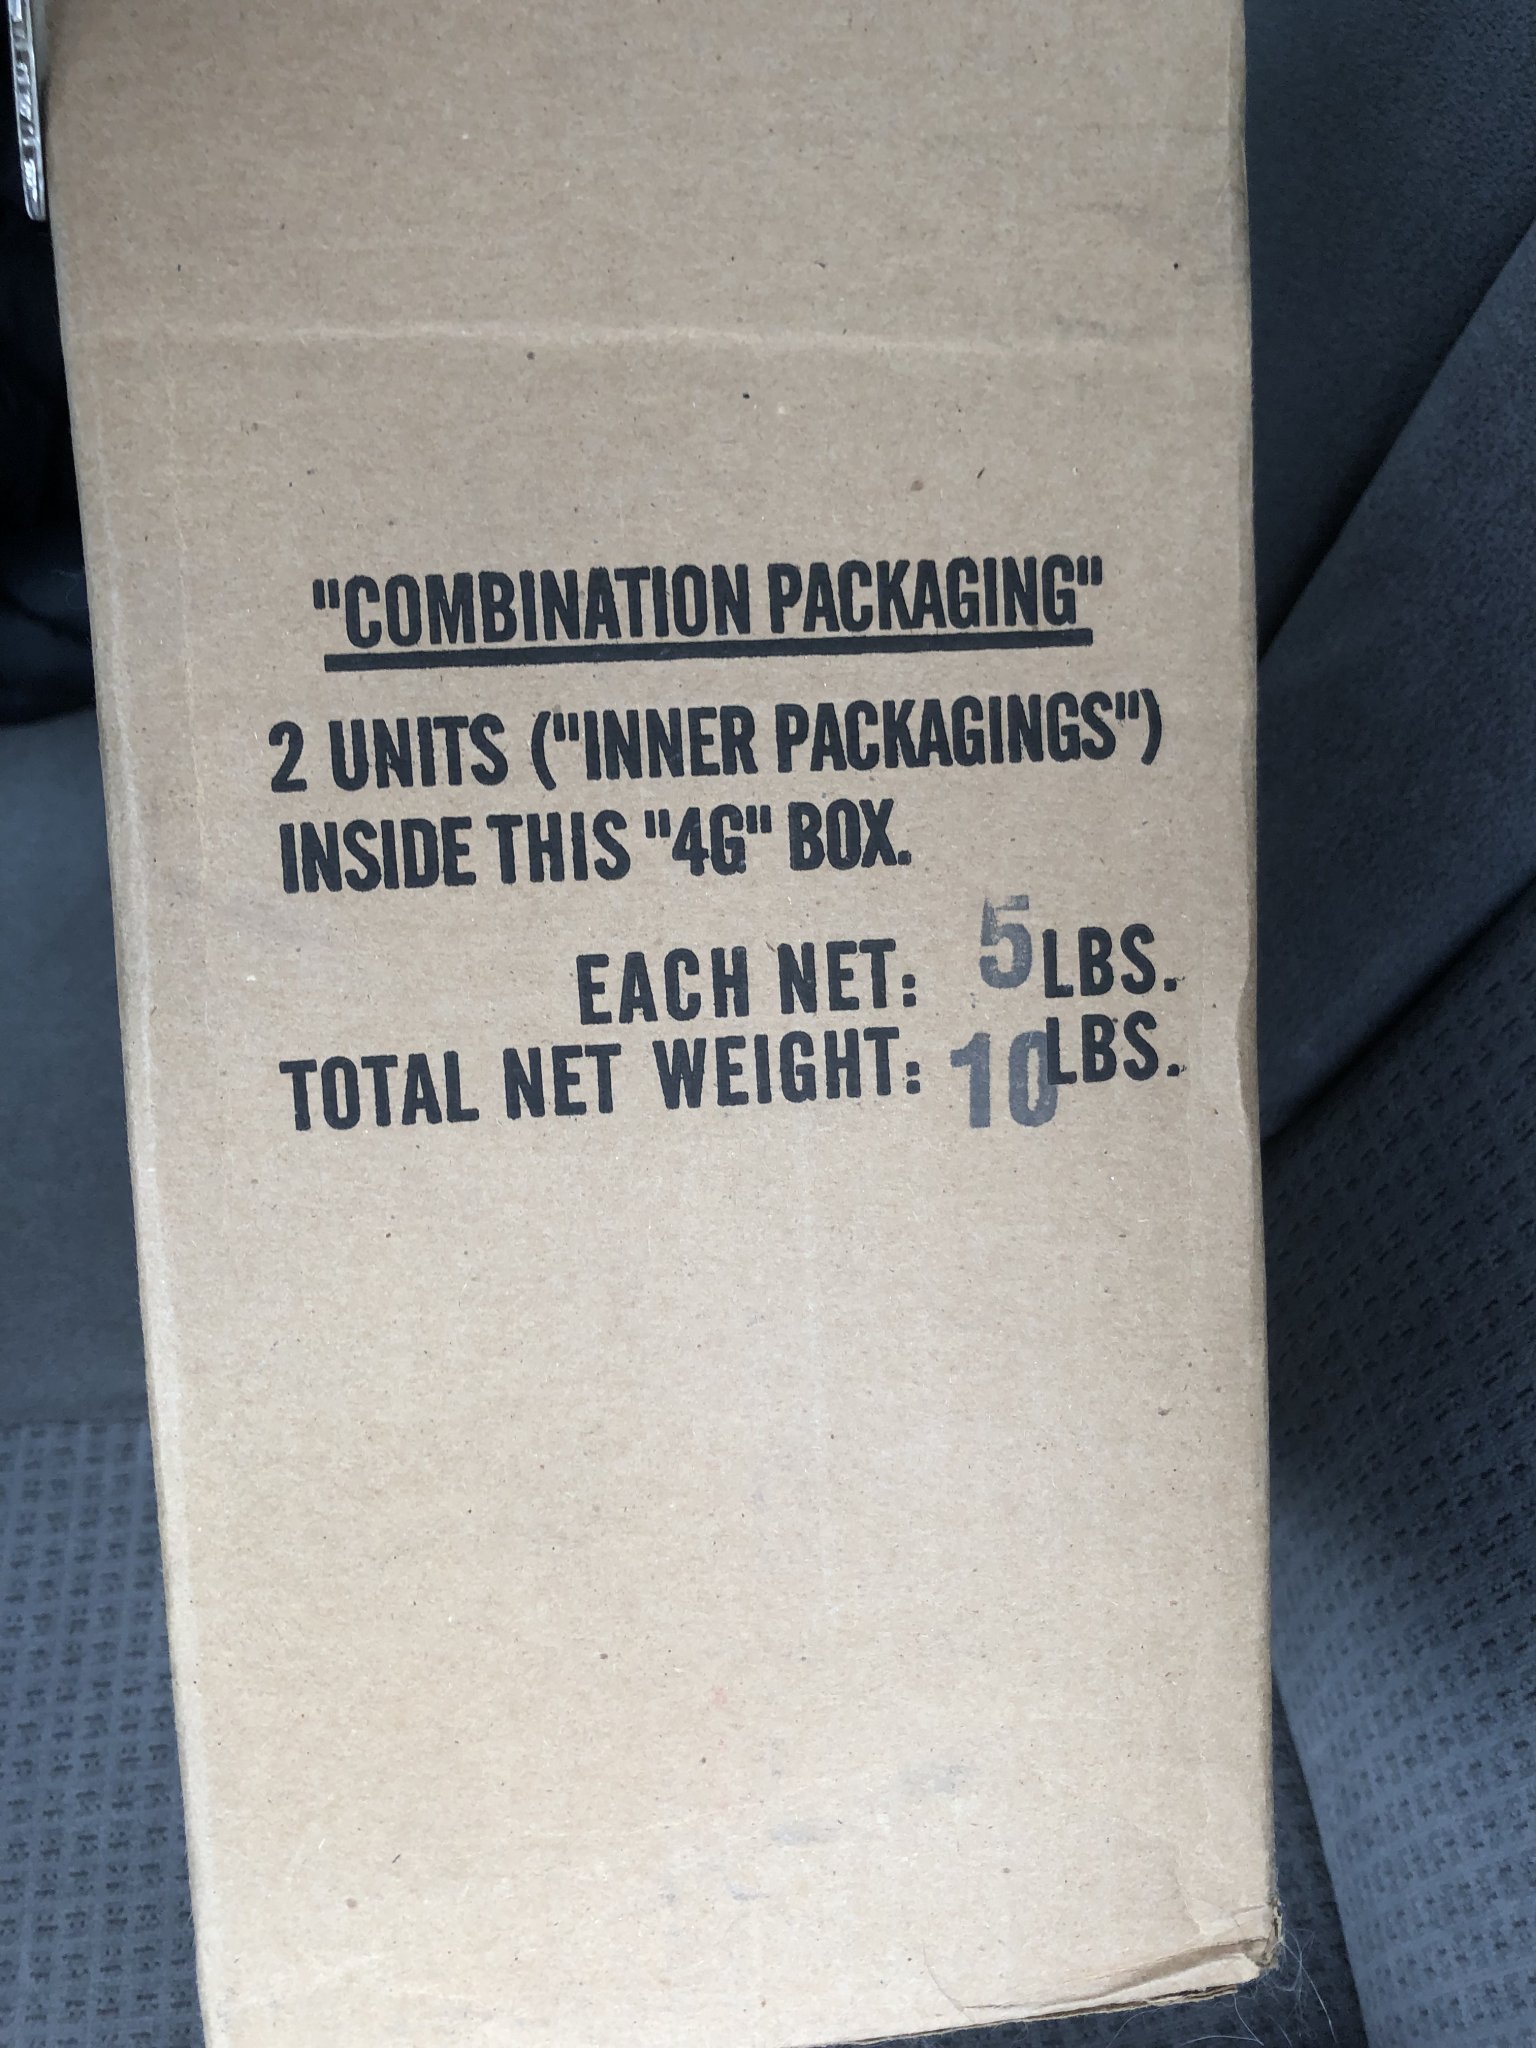 "COMBINATION PACKAGING"
2 UNITS ("INNER PACKAGINGS")
INSIDE THIS "4G" BOX.
EACH NET: 5 LBS.
TOTAL NET WEIGHT: 10 LBS.